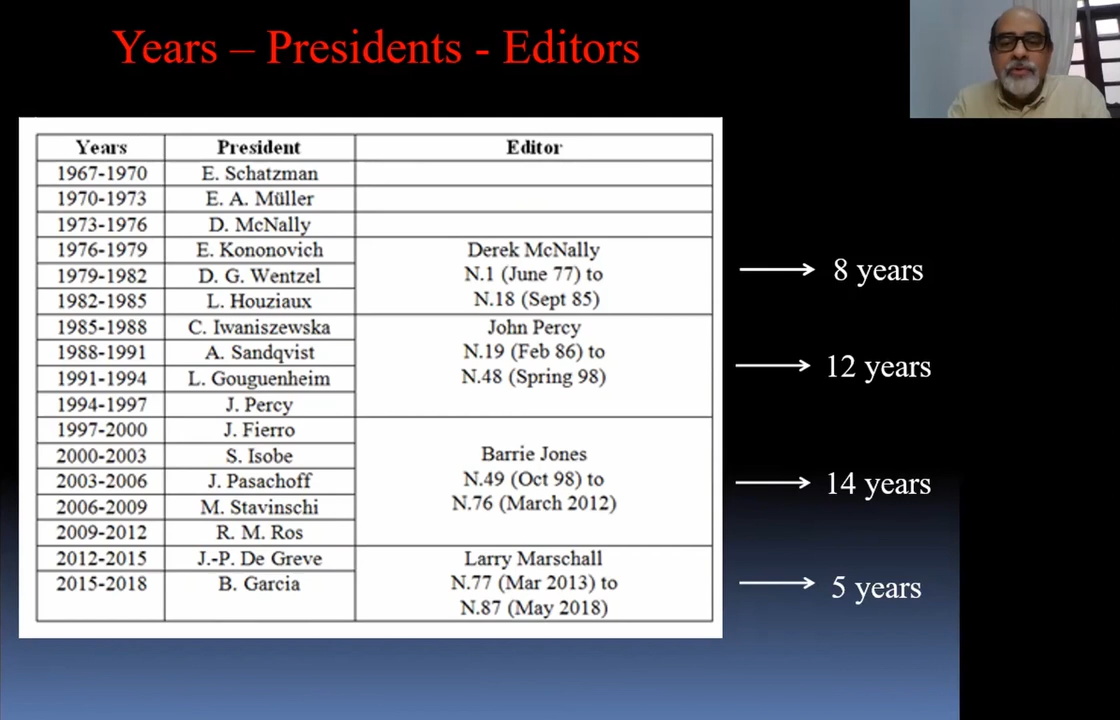 Years – Presidents - Editors
Years President Editor
1967-1970 E. Schatzman
1970-1973 E. A. Müller
1973-1976 D. McNally
1976-1979 E. Kononovich Derek McNally
1979-1982 D. G. Wentzel N.1 (June 77) to
1982-1985 L. Houziaux N.18 (Sept 85)
8 years
1985-1988 C. Iwaniszewska John Percy
1988-1991 A. Sandqvist N.19 (Feb 86) to
1991-1994 L. Gouguenheim N.48 (Spring 98)
12 years
1994-1997 J. Percy
1997-2000 J. Fierro
2000-2003 S. Isobe Barrie Jones
2003-2006 J. Pasachoff N.49 (Oct 98) to
14 years
2006-2009 M. Stavinschi N.76 (March 2012)
2009-2012 R. M. Ros
2012-2015 J.-P. De Greve Larry Marschall
2015-2018 B. Garcia N.77 (Mar 2013) to
5 years
N.87 (May 2018)